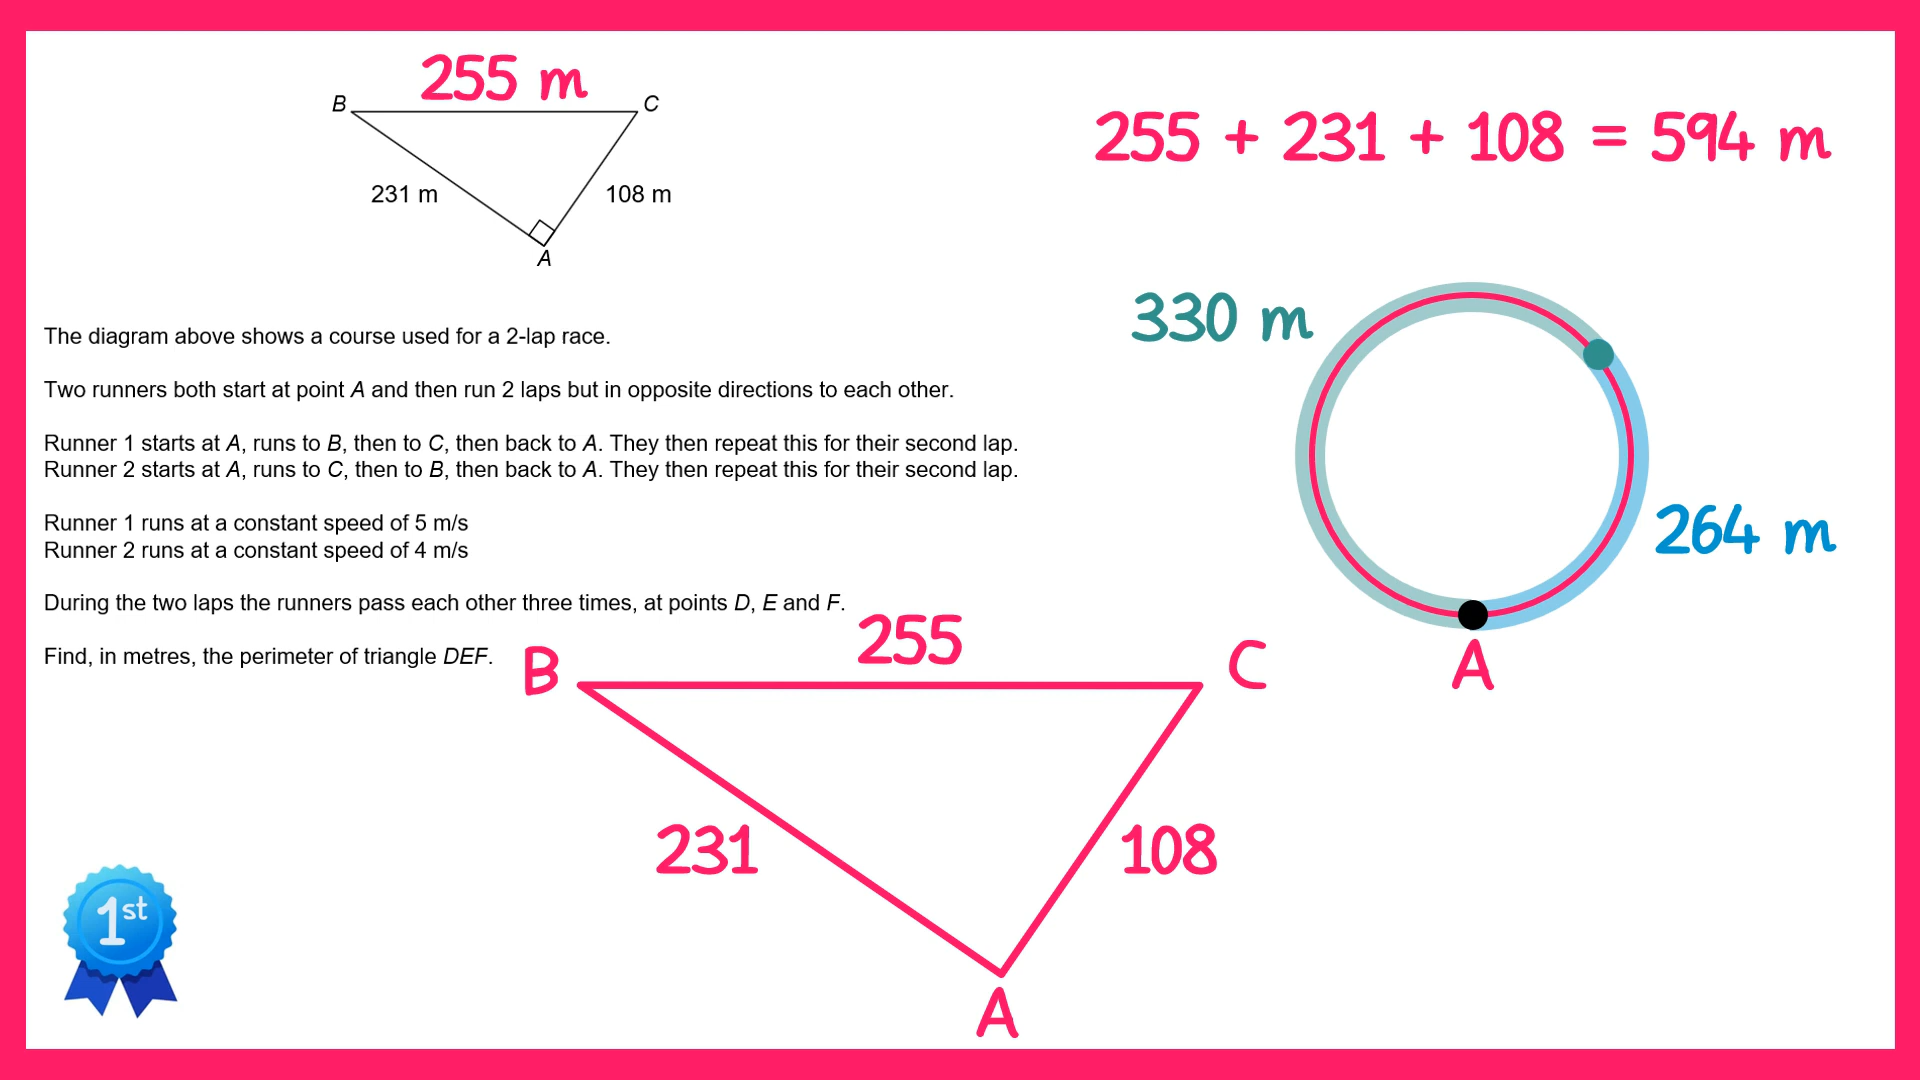 255 m
B
C
231 m
108 m
A
255 + 231 + 108 = 594 m
330 m
264 m
A
The diagram above shows a course used for a 2-lap race.
Two runners both start at point A and then run 2 laps but in opposite directions to each other.
Runner 1 starts at A, runs to B, then to C, then back to A. They then repeat this for their second lap.
Runner 2 starts at A, runs to C, then to B, then back to A. They then repeat this for their second lap.
Runner 1 runs at a constant speed of 5 m/s
Runner 2 runs at a constant speed of 4 m/s
During the two laps the runners pass each other three times, at points D, E and F.
Find, in metres, the perimeter of triangle DEF.
B
255
C
231
108
A
1st